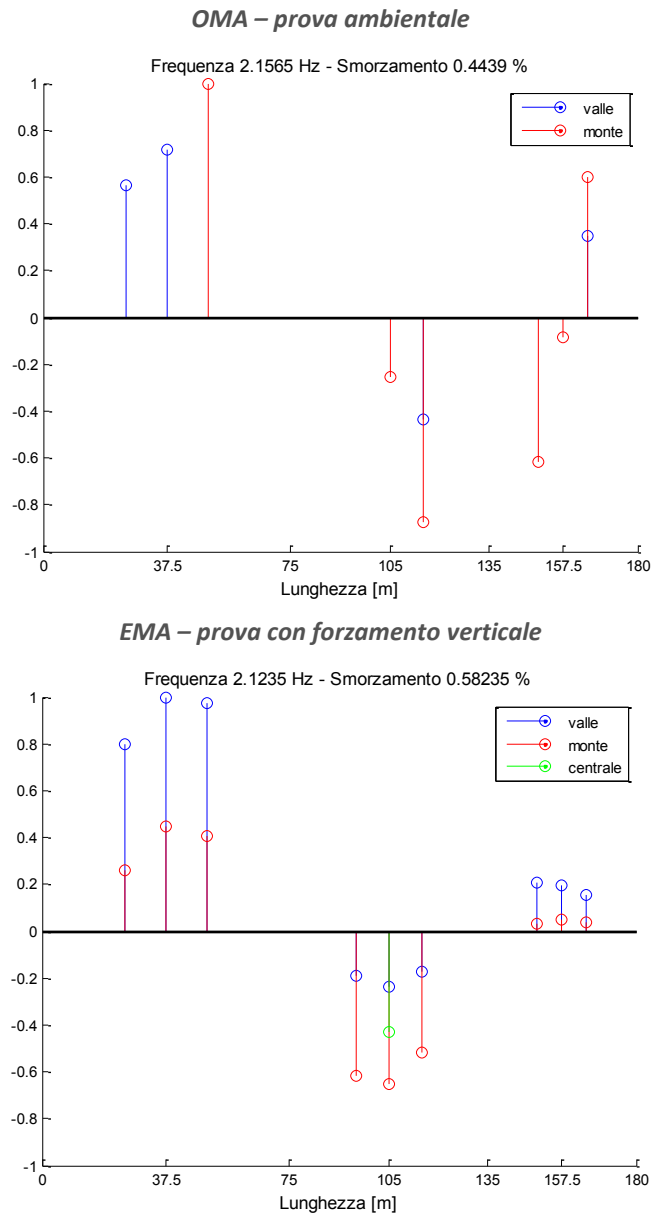 OMA – prova ambientale
Frequenza 2.1565 Hz - Smorzamento 0.4439 %
valle
monte
1
0.8
0.6
0.4
0.2
0
-0.2
-0.4
-0.6
-0.8
-1
0 37.5 75 105 135 157.5 180
Lunghezza [m]
EMA – prova con forzamento verticale
Frequenza 2.1235 Hz - Smorzamento 0.58235 %
valle
monte
centrale
1
0.8
0.6
0.4
0.2
0
-0.2
-0.4
-0.6
-0.8
-1
0 37.5 75 105 135 157.5 180
Lunghezza [m]